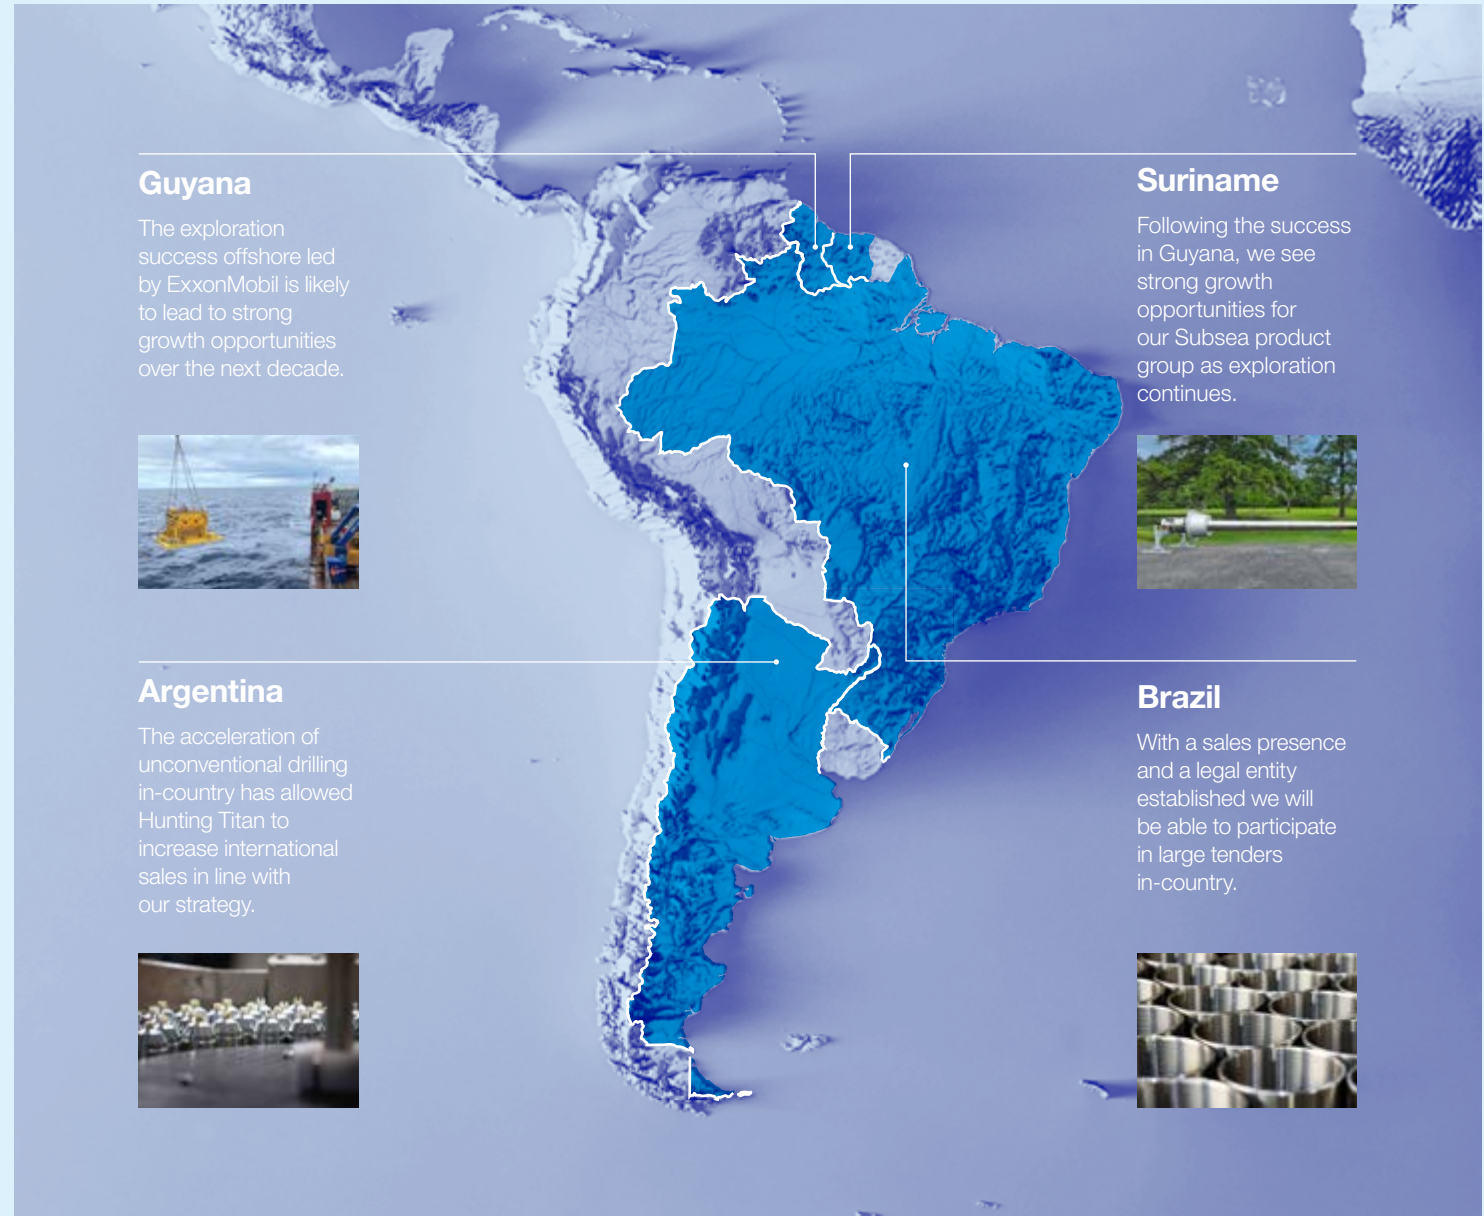 Guyana
The exploration
success offshore led
by ExxonMobil is likely
to lead to strong
growth opportunities
over the next decade.
Suriname
Following the success
in Guyana, we see
strong growth
opportunities for
our Subsea product
group as exploration
continues.
Argentina
The acceleration of
unconventional drilling
in-country has allowed
Hunting Titan to
increase international
sales in line with
our strategy.
Brazil
With a sales presence
and a legal entity
established we will
be able to participate
in large tenders
in-country.